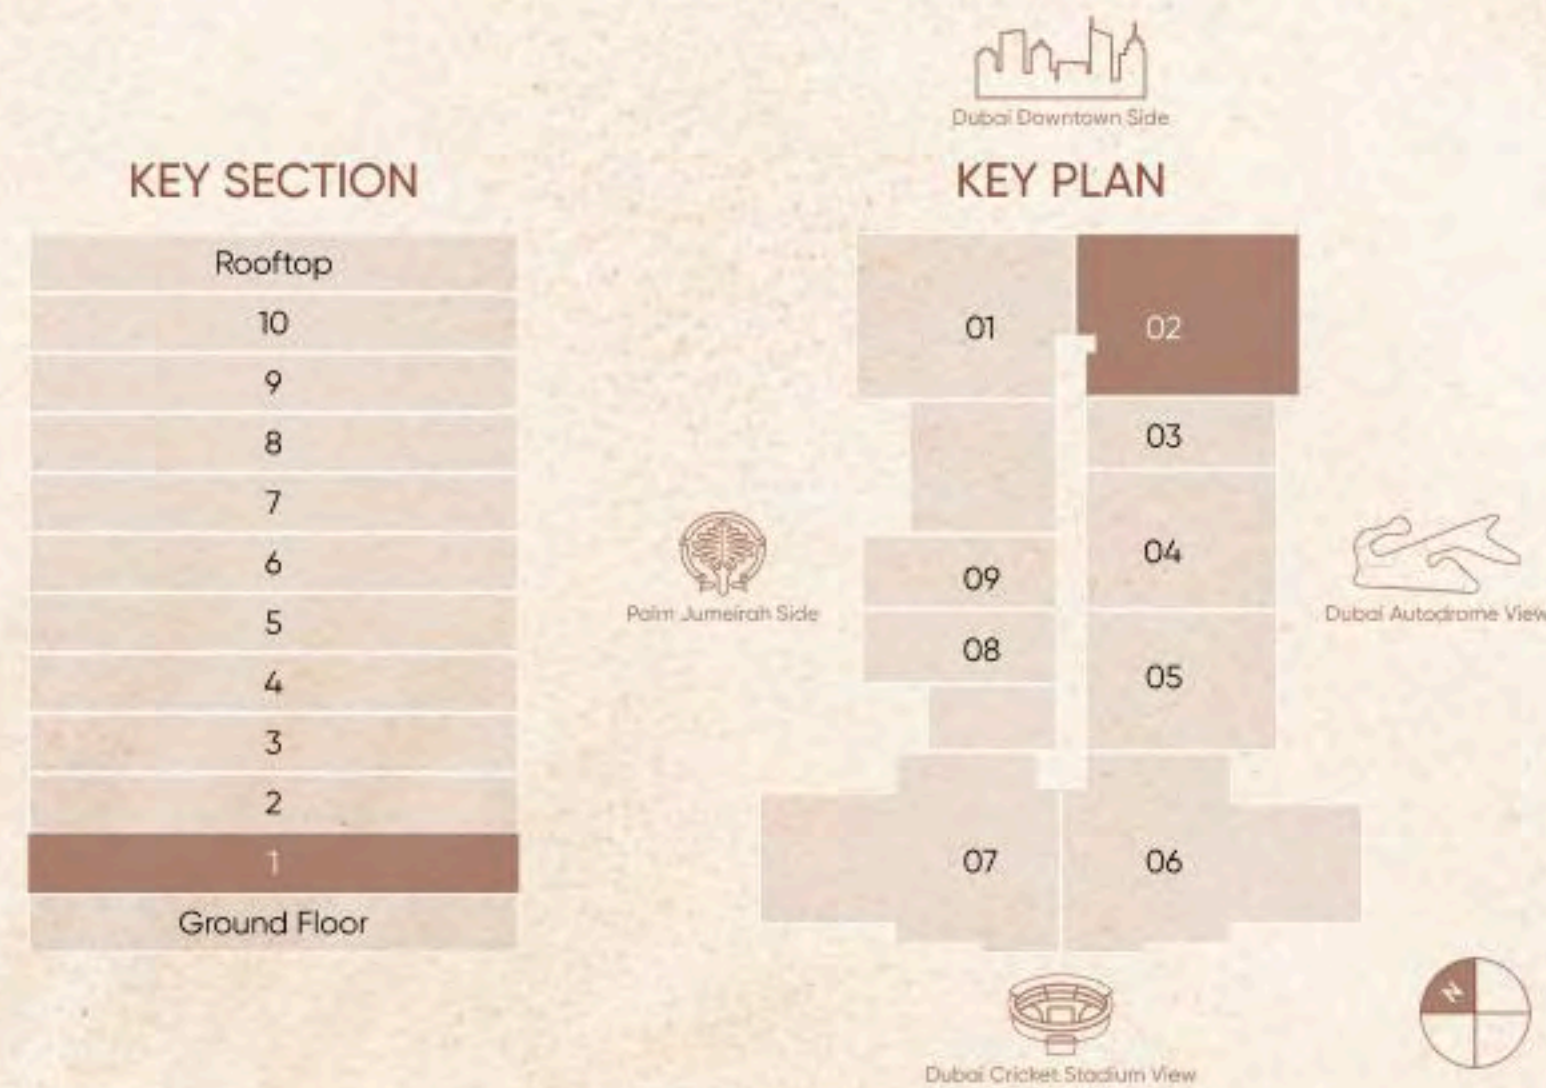 Dubai Downtown Side
KEY SECTION
KEY PLAN
Rooftop
10
9
8
7
6
5
4
3
2
1
Ground Floor
01
02
03
04
05
09
08
07
06
Palm Jumeirah Side
Dubai Autodrome View
Dubai Cricket Stadium View
N